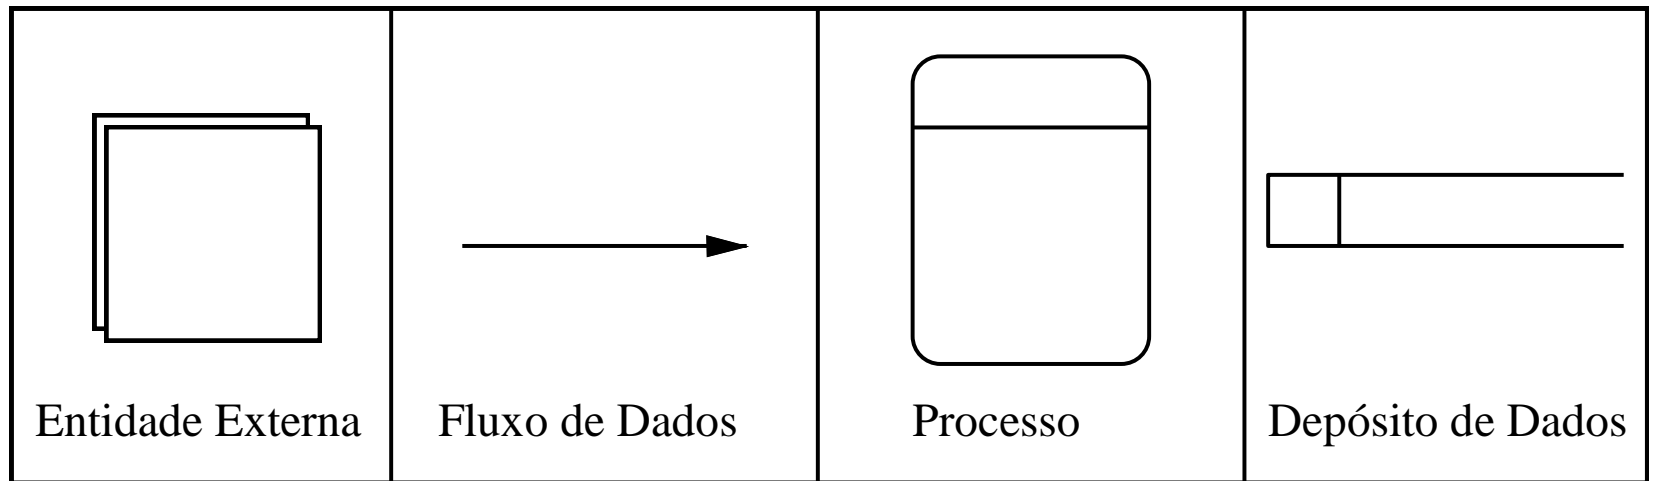 Entidade Externa
Fluxo de Dados
Processo
Depósito de Dados